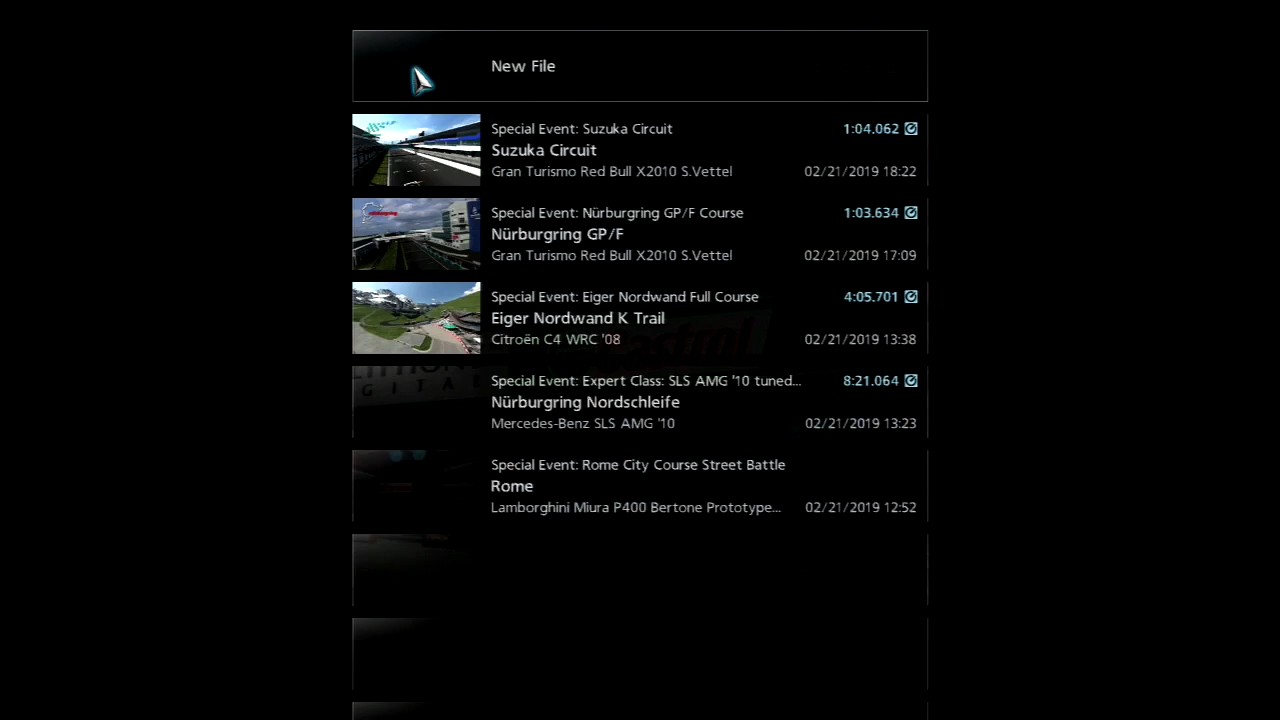 New File
Special Event: Suzuka Circuit 1:04.062
Suzuka Circuit
Gran Turismo Red Bull X2010 S.Vettel 02/21/2019 18:22
Special Event: Nürburgring GP/F Course 1:03.634
Nürburgring GP/F
Gran Turismo Red Bull X2010 S.Vettel 02/21/2019 17:09
Special Event: Eiger Nordwand Full Course 4:05.701
Eiger Nordwand K Trail
Citroën C4 WRC '08 02/21/2019 13:38
Castrol
Special Event: Expert Class: SLS AMG '10 tuned... 8:21.064
Nürburgring Nordschleife
Mercedes-Benz SLS AMG '10 02/21/2019 13:23
Special Event: Rome City Course Street Battle
Rome
Lamborghini Miura P400 Bertone Prototype... 02/21/2019 12:52